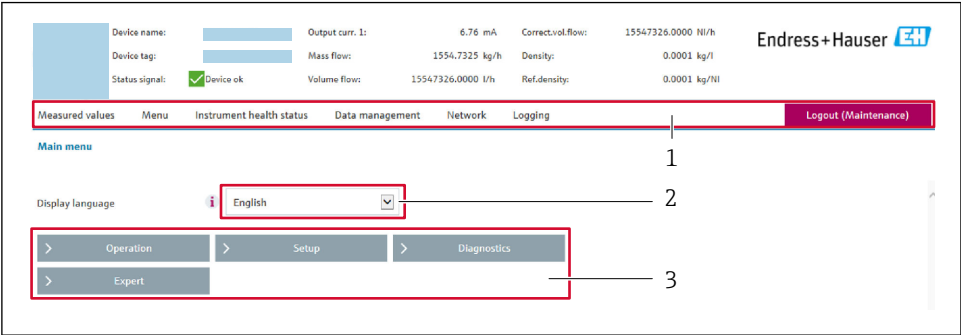 Device name: Output curr. 1: 6.76 mA Correct.vol.flow: 15547326.0000 Nl/h
Endress+Hauser EH
Device tag: Mass flow: 1554.7325 kg/h Density: 0.0001 kg/l
Status signal: Device ok Volume flow: 15547326.0000 l/h Ref.density: 0.0001 kg/Nl
Measured values Menu Instrument health status Data management Network Logging Logout (Maintenance)
1
Main menu
Display language i English 2
> Operation > Setup > Diagnostics
> Expert 3